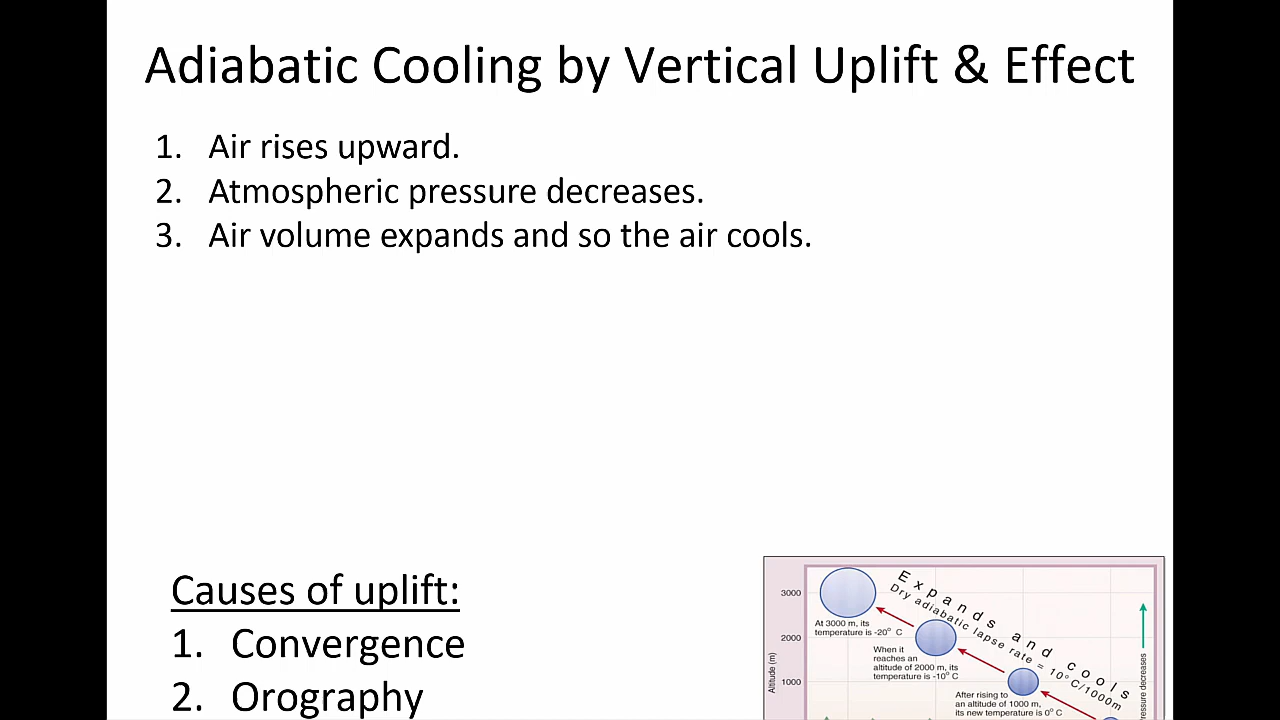 Adiabatic Cooling by Vertical Uplift & Effect
1. Air rises upward.
2. Atmospheric pressure decreases.
3. Air volume expands and so the air cools.
Causes of uplift:
1. Convergence
2. Orography
3000
2000
1000
Altitude (m)
Expands and cools
Dry adiabatic lapse rate = 10° C/1000m
At 3000 m, its
temperature is -20° C
When it
reaches an
altitude of 2000 m, its
temperature is -10° C
After rising to
an altitude of 1000 m,
its new temperature is 0° C
decreases